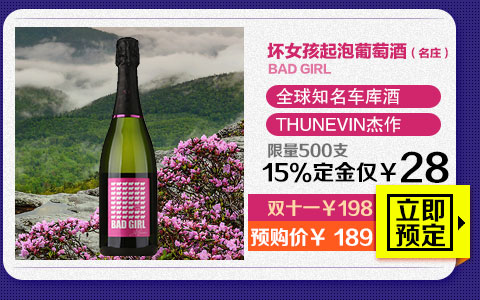 坏女孩起泡葡萄酒（名庄）
BAD GIRL
全球知名车库酒
THUNEVIN杰作
限量500支
15%定金仅￥28
双十一￥198
预购价￥ 189
立即
预定
BAD GIRL